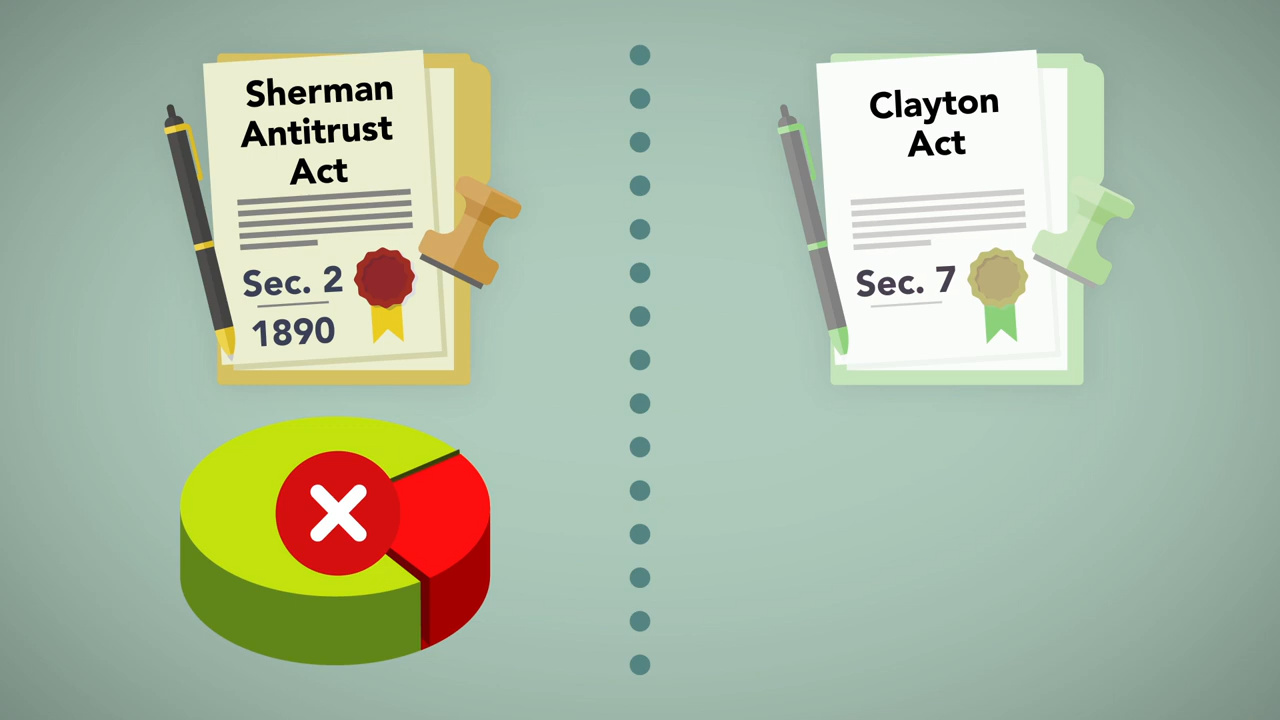 Sherman
Antitrust
Act
Sec. 2
1890
Clayton
Act
Sec. 7